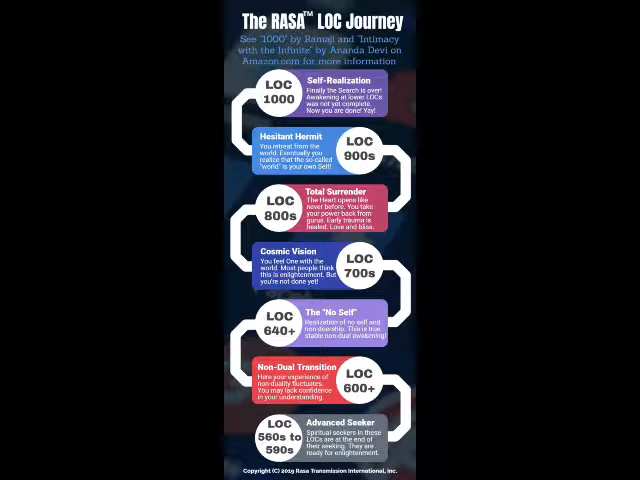 The RASA™ LOC Journey
See "1000" by Ramaji and "Intimacy
with the Infinite" by Ananda Devi on
Amazon.com for more information
LOC
1000
Self-Realization
Finally the Search is over!
Awakening at lower LOCs
was not yet complete.
Now you are done! Yay!
Hesitant Hermit
You retreat from the
world. Eventually you
realize that the so-called
"world" is your own Self!
LOC
900s
LOC
800s
Total Surrender
The Heart opens like
never before. You take
your power back from
gurus. Early trauma is
healed. Love and bliss.
Cosmic Vision
You feel One with the
world. Most people think
this is enlightenment. But
you're not done yet!
LOC
700s
LOC
640+
The "No Self"
Realization of no self and
non-doership. This is true
stable non-dual awakening!
Non-Dual Transition
Here your experience of
non-duality fluctuates.
You may lack confidence
in your understanding.
LOC
600+
LOC
560s to
590s
Advanced Seeker
Spiritual seekers in these
LOCs are at the end of
their seeking. They are
ready for enlightenment.
Copyright (C) 2019 Rasa Transmission International, Inc.